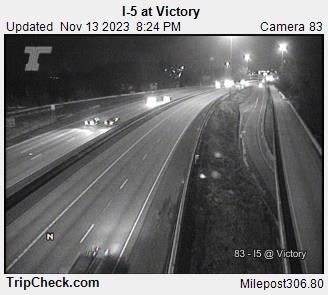 I-5 at Victory
Updated Nov 13 2023 8:24 PM Camera 83
T
N
83 - I5 @ Victory
TripCheck.com Milepost306.80